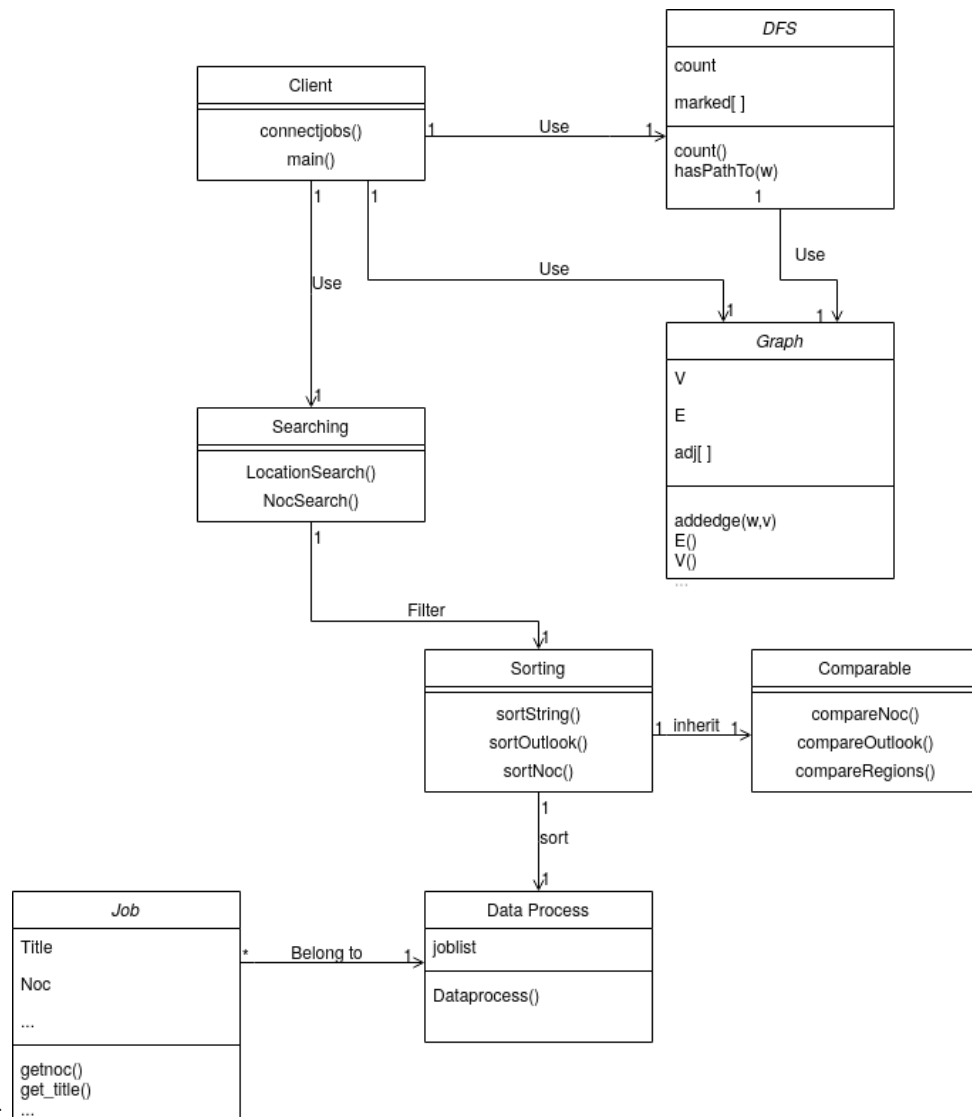 DFS
count
marked[ ]
count()
hasPathTo(w)
1
Client
connectjobs()
main()
1
Use
1
1
1
Use
Use
Use
1
1
1
Graph
V
E
adj[ ]
addedge(w,v)
E()
V()
...
Searching
LocationSearch()
NocSearch()
1
Filter
1
Sorting
sortString()
sortOutlook()
sortNoc()
1
inherit
1
Comparable
compareNoc()
compareOutlook()
compareRegions()
1
sort
1
Data Process
joblist
Dataprocess()
Job
Title
Noc
...
getnoc()
get_title()
...
*
Belong to
1